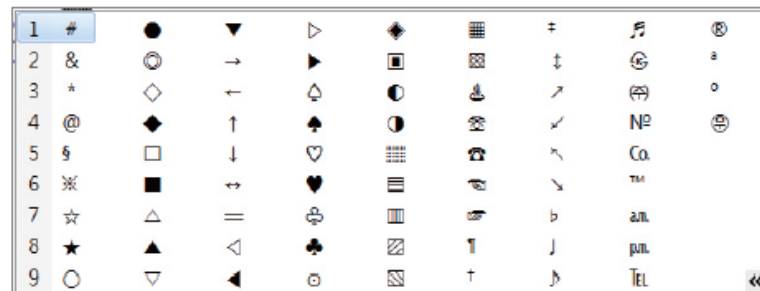 1 # ● ▼ ▷ ◈ ▦ ‡ ♬ ®
2 & ◎ → ▶ ▣ ▩ ↕ ㉿ ª
3 * ◇ ← ♤ ◐ ♨ ↗ ㈜ º
4 @ ◆ ↑ ♠ ◑ ☏ ↙ № ㉾
5 § □ ↓ ♡ ▒ ☎ ↖ ㏇
6 ※ ■ ↔ ♥ ▤ ☜ ↘ ™
7 ☆ △ 〓 ♧ ▥ ☞ ♭ ㏂
8 ★ ▲ ◁ ♣ ▨ ¶ ♩ ㏘
9 ○ ▽ ◀ ⊙ ▧ † ♪ ℡ «